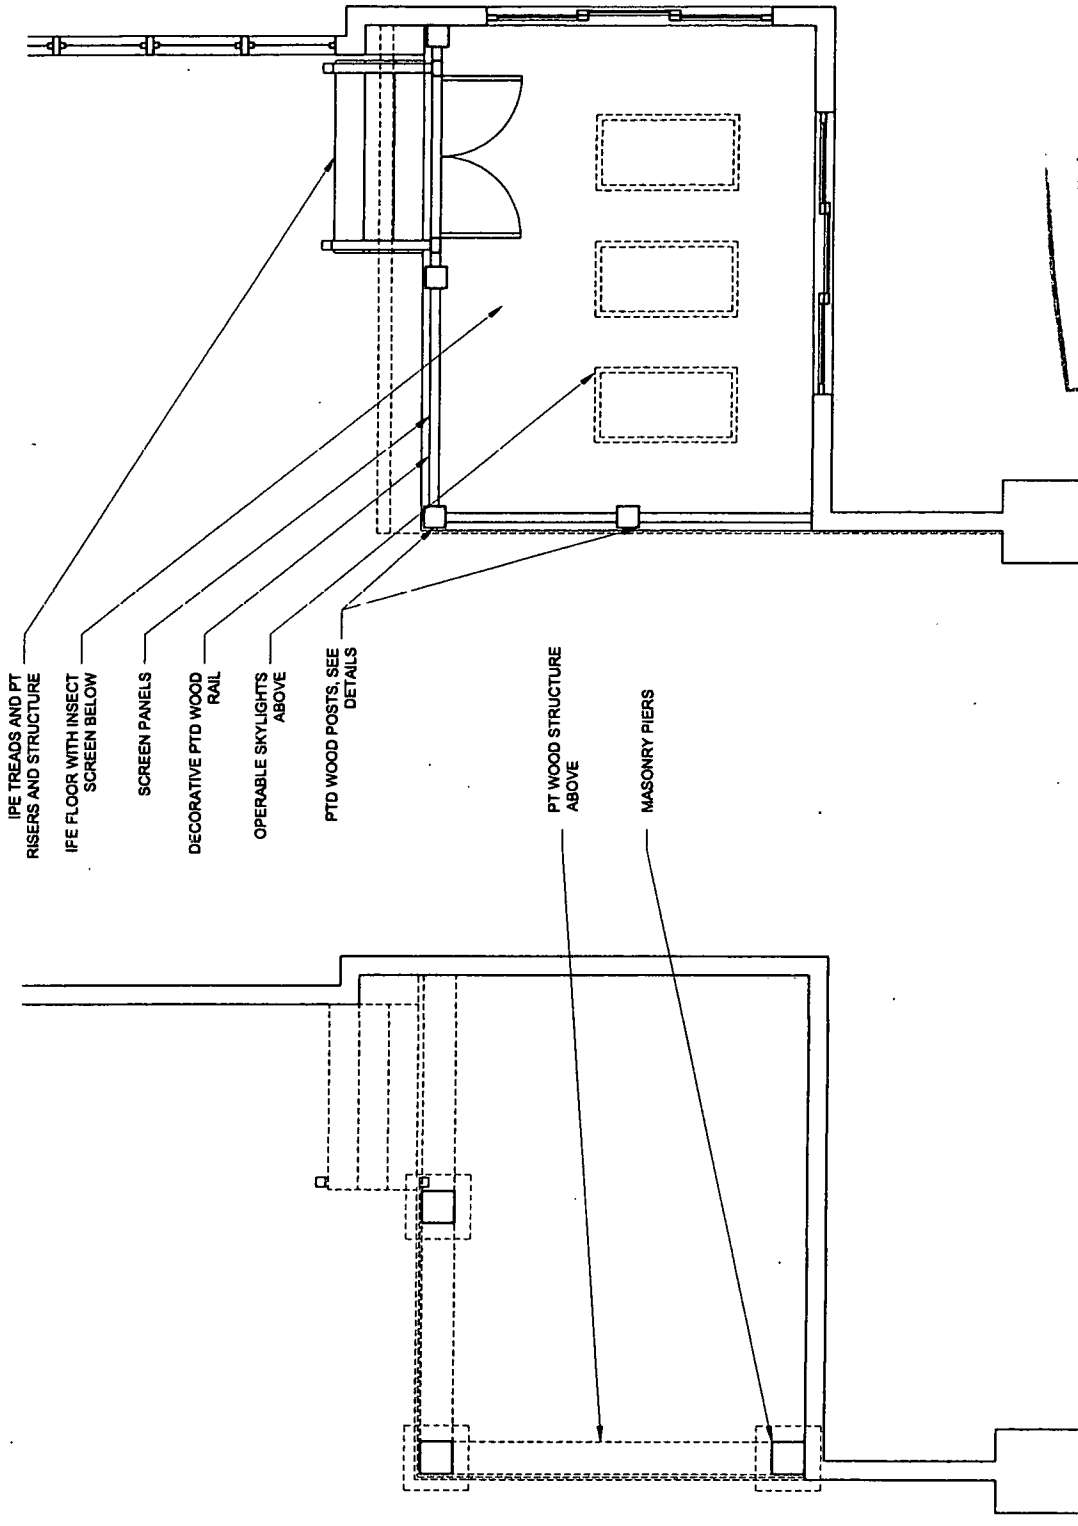 IPE TREADS AND PT
RISERS AND STRUCTURE
IFE FLOOR WITH INSECT
SCREEN BELOW
SCREEN PANELS
DECORATIVE PTD WOOD
RAIL
OPERABLE SKYLIGHTS
ABOVE
PTD WOOD POSTS, SEE
DETAILS
PT WOOD STRUCTURE
ABOVE
MASONRY PIERS